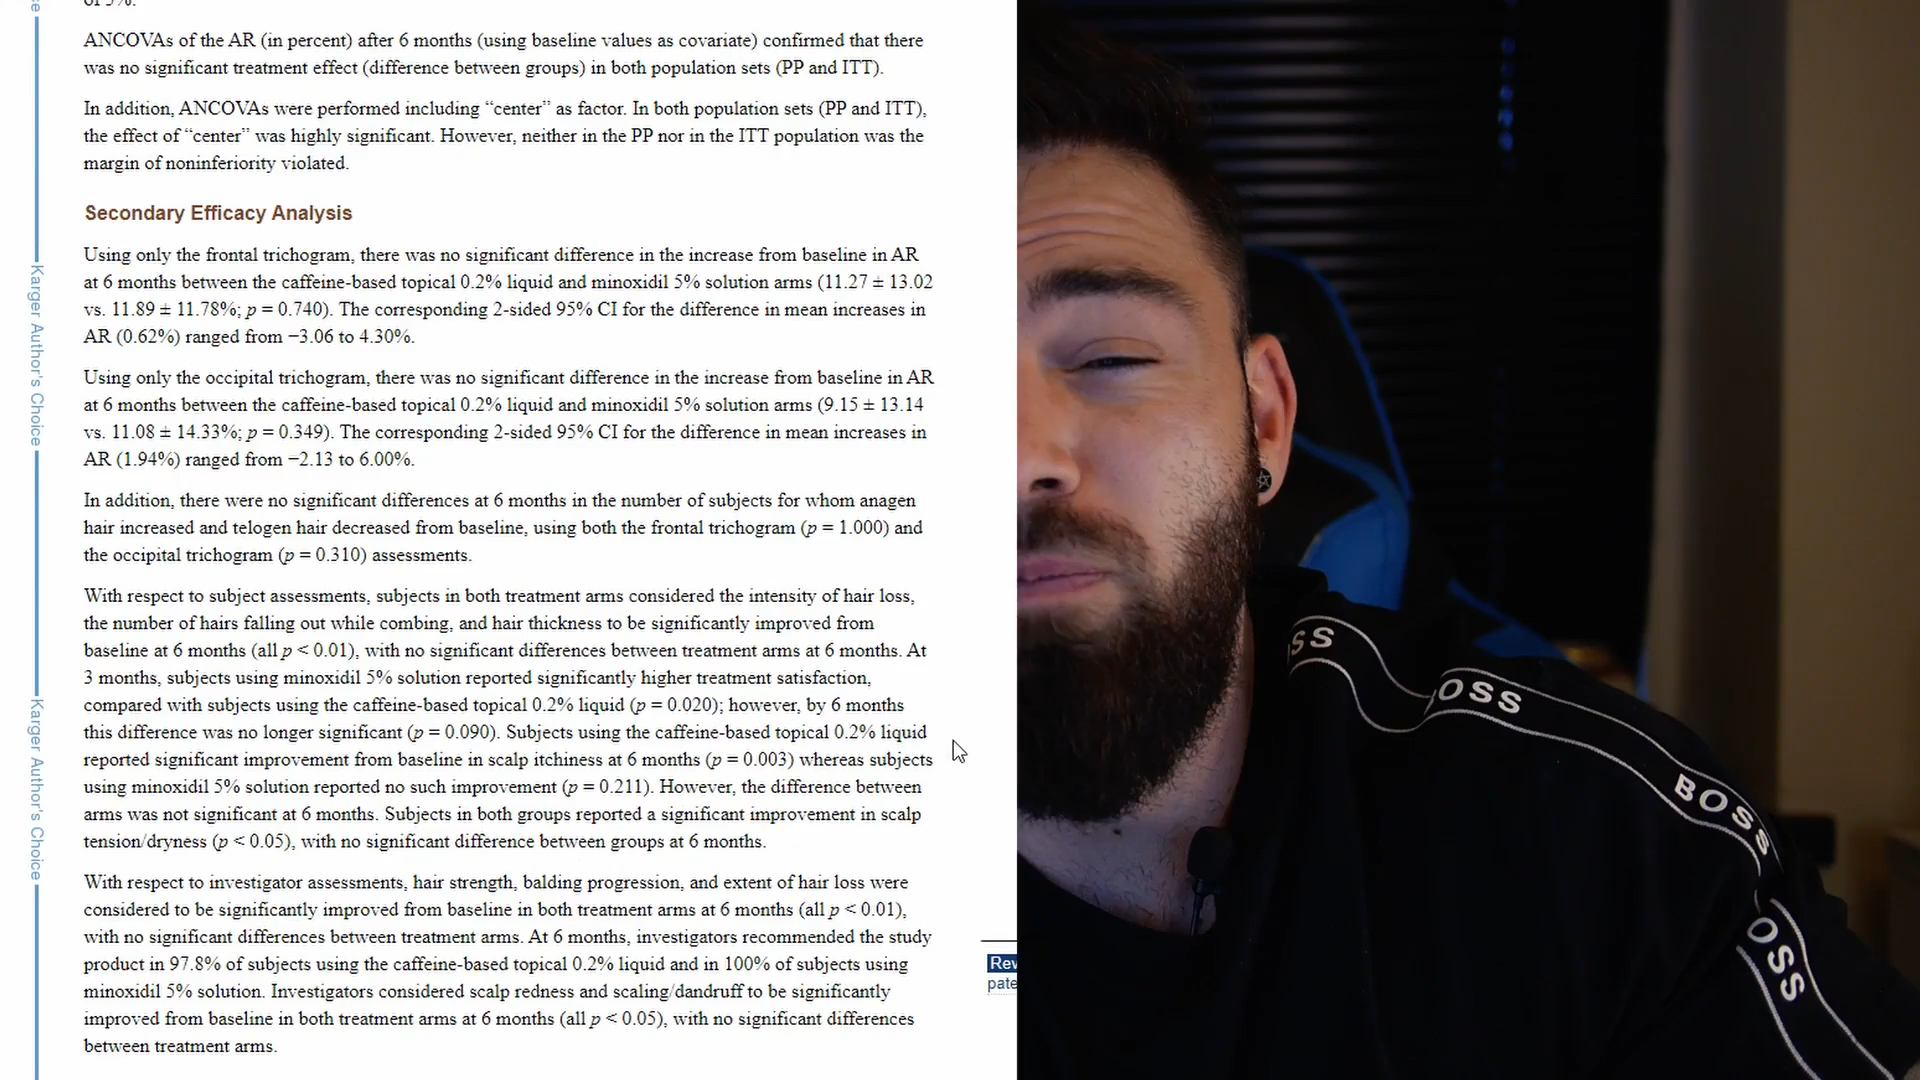 of 5%.
ANCOVAs of the AR (in percent) after 6 months (using baseline values as covariate) confirmed that there
was no significant treatment effect (difference between groups) in both population sets (PP and ITT).
In addition, ANCOVAs were performed including “center” as factor. In both population sets (PP and ITT),
the effect of “center” was highly significant. However, neither in the PP nor in the ITT population was the
margin of noninferiority violated.
Secondary Efficacy Analysis
Using only the frontal trichogram, there was no significant difference in the increase from baseline in AR
at 6 months between the caffeine-based topical 0.2% liquid and minoxidil 5% solution arms (11.27 ± 13.02
vs. 11.89 ± 11.78%; p = 0.740). The corresponding 2-sided 95% CI for the difference in mean increases in
AR (0.62%) ranged from −3.06 to 4.30%.
Using only the occipital trichogram, there was no significant difference in the increase from baseline in AR
at 6 months between the caffeine-based topical 0.2% liquid and minoxidil 5% solution arms (9.15 ± 13.14
vs. 11.08 ± 14.33%; p = 0.349). The corresponding 2-sided 95% CI for the difference in mean increases in
AR (1.94%) ranged from −2.13 to 6.00%.
In addition, there were no significant differences at 6 months in the number of subjects for whom anagen
hair increased and telogen hair decreased from baseline, using both the frontal trichogram (p = 1.000) and
the occipital trichogram (p = 0.310) assessments.
With respect to subject assessments, subjects in both treatment arms considered the intensity of hair loss,
the number of hairs falling out while combing, and hair thickness to be significantly improved from
baseline at 6 months (all p < 0.01), with no significant differences between treatment arms at 6 months. At
3 months, subjects using minoxidil 5% solution reported significantly higher treatment satisfaction,
compared with subjects using the caffeine-based topical 0.2% liquid (p = 0.020); however, by 6 months
this difference was no longer significant (p = 0.090). Subjects using the caffeine-based topical 0.2% liquid
reported significant improvement from baseline in scalp itchiness at 6 months (p = 0.003) whereas subjects
using minoxidil 5% solution reported no such improvement (p = 0.211). However, the difference between
arms was not significant at 6 months. Subjects in both groups reported a significant improvement in scalp
tension/dryness (p < 0.05), with no significant difference between groups at 6 months.
With respect to investigator assessments, hair strength, balding progression, and extent of hair loss were
considered to be significantly improved from baseline in both treatment arms at 6 months (all p < 0.01),
with no significant differences between treatment arms. At 6 months, investigators recommended the study
product in 97.8% of subjects using the caffeine-based topical 0.2% liquid and in 100% of subjects using
minoxidil 5% solution. Investigators considered scalp redness and scaling/dandruff to be significantly
improved from baseline in both treatment arms at 6 months (all p < 0.05), with no significant differences
between treatment arms.
Karger Author's Choice
Karger Author's Choice
Rev
pate
SS
OSS
BOSS
OSS